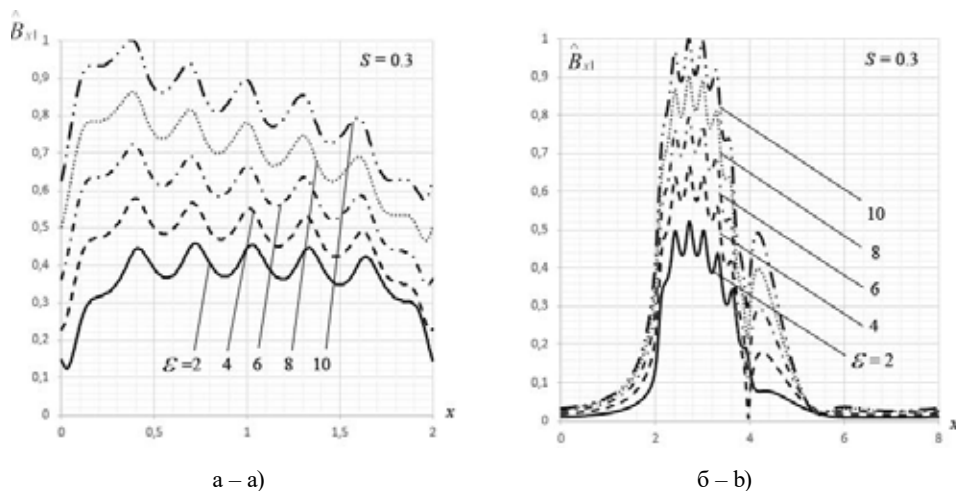 B̂x1
S = 0.3
1
0,9
0,8
0,7
0,6
0,5
0,4
0,3
0,2
0,1
0
ℰ = 2 4 6 8 10
0 0,5 1 1,5 2
x
а – a)
B̂x1
S = 0.3
1
0,9
0,8
0,7
0,6
0,5
0,4
0,3
0,2
0,1
0
10
8
6
4
ℰ = 2
0 2 4 6 8
x
б – b)